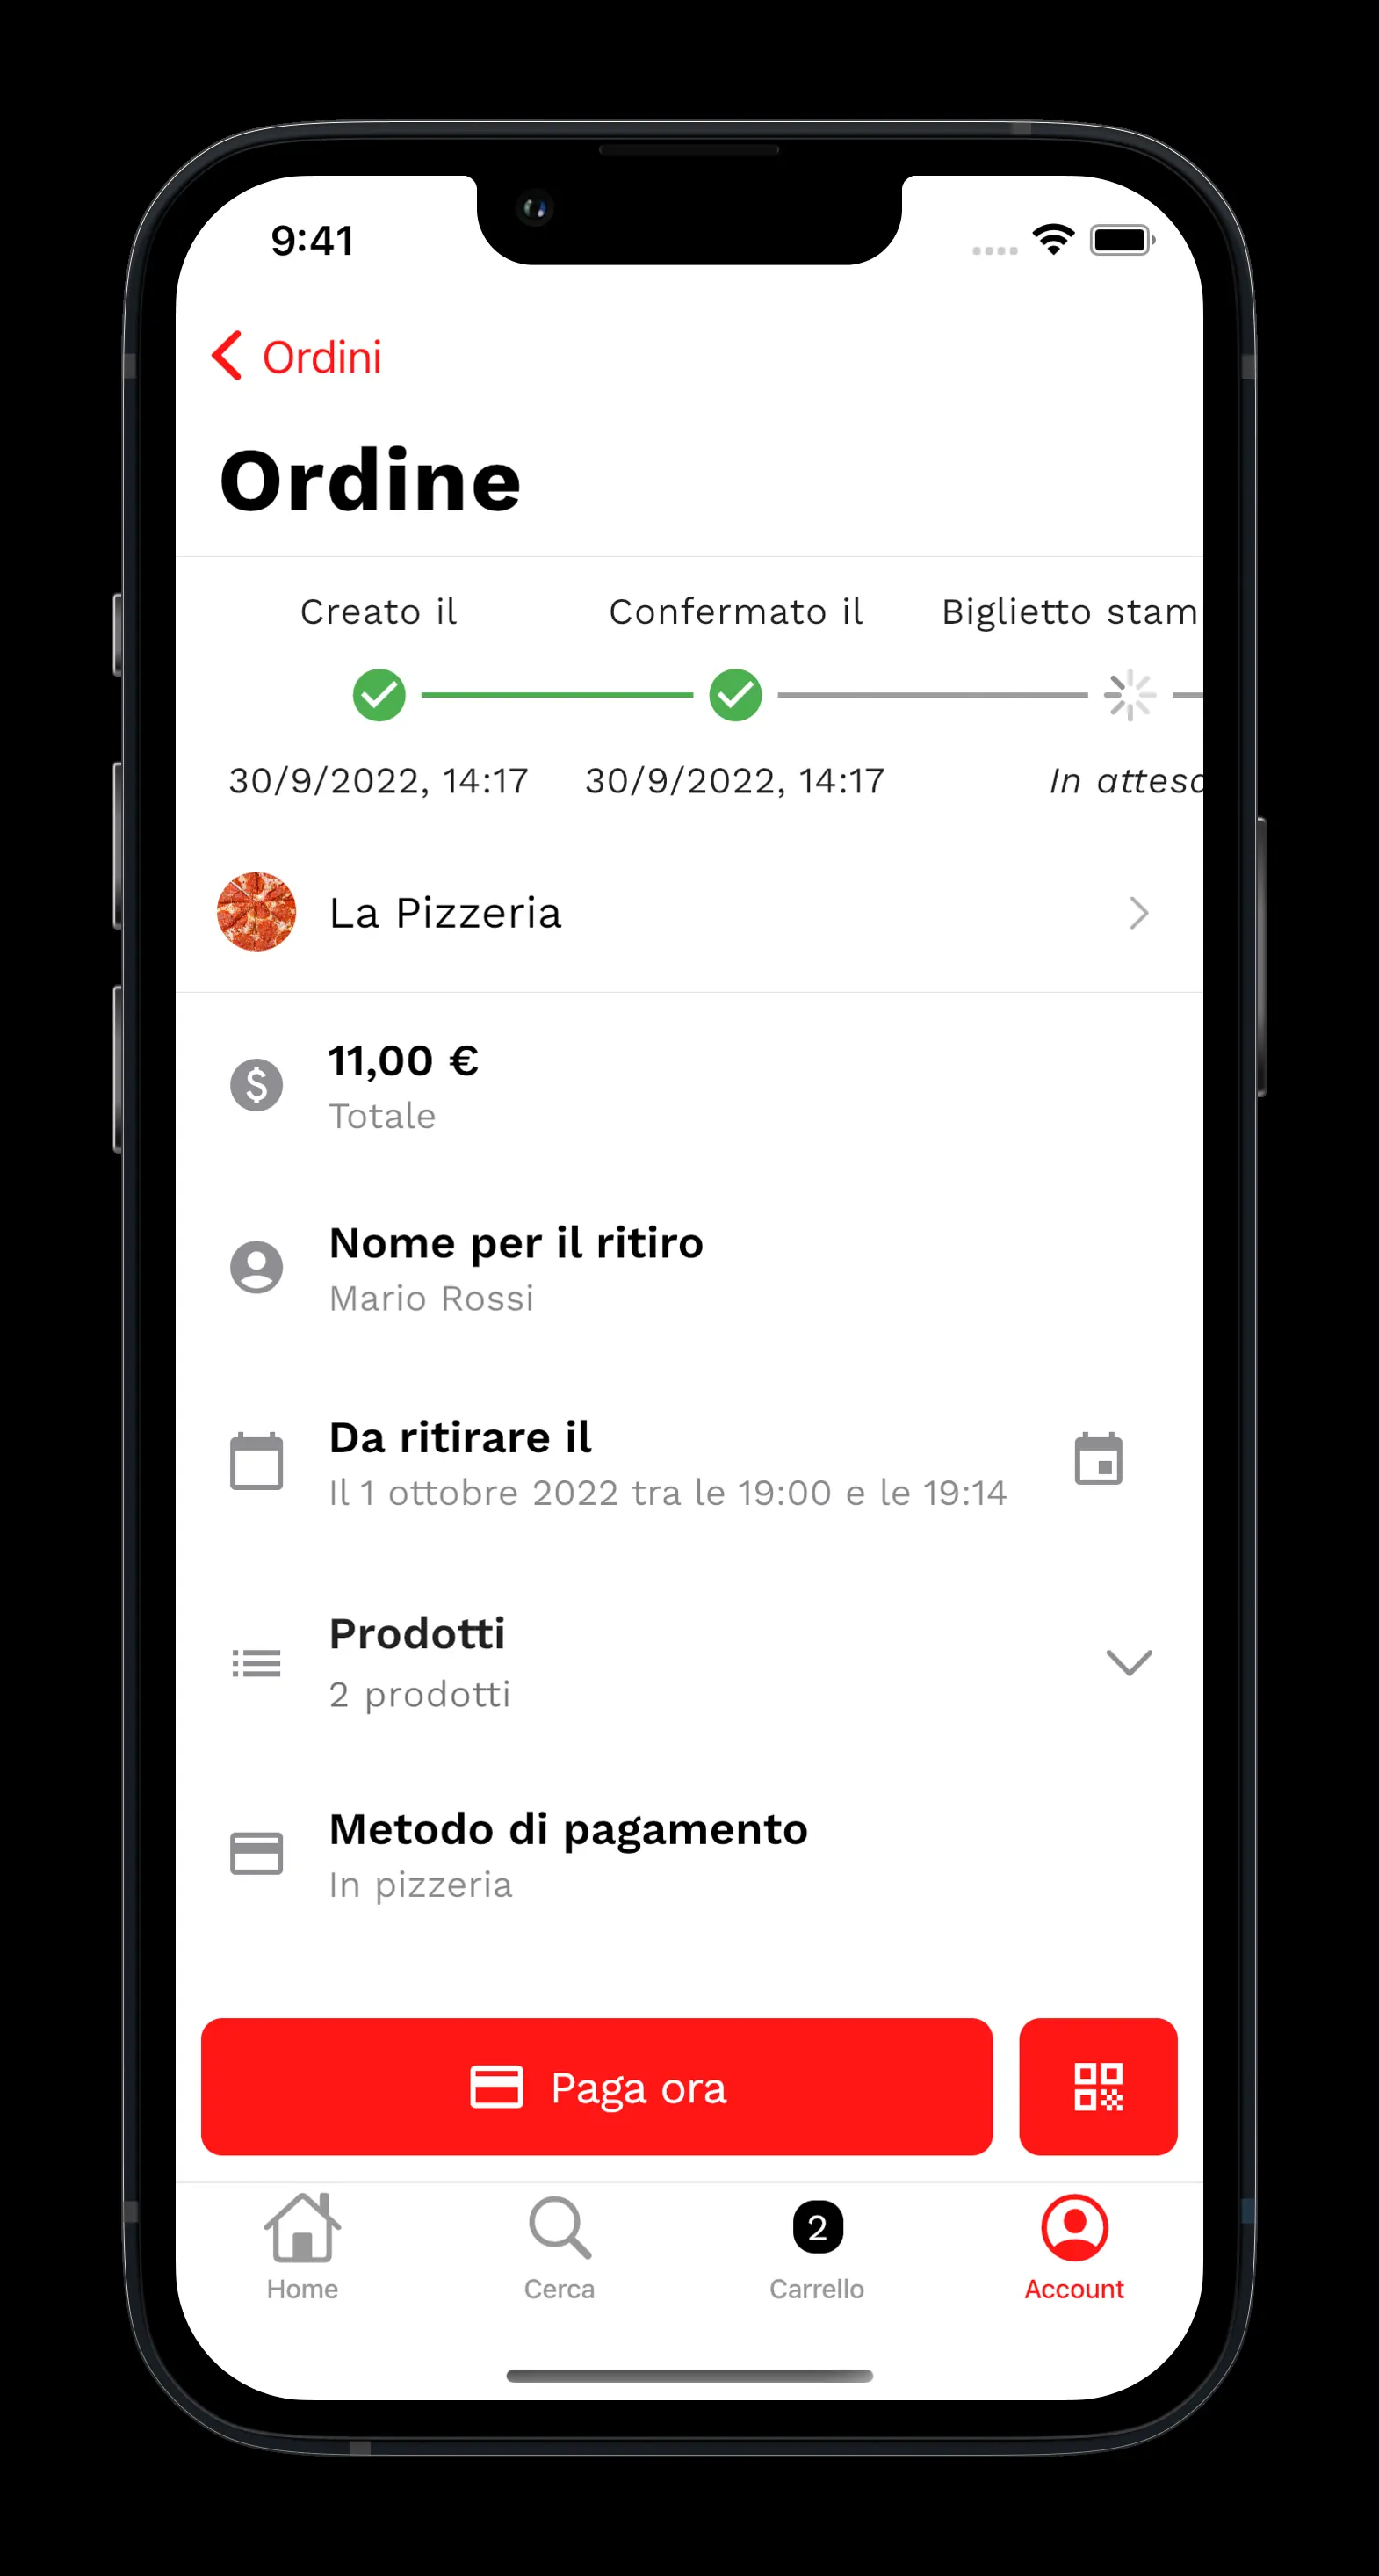 9:41
Ordini
Ordine
Creato il Confermato il Biglietto stam
30/9/2022, 14:17 30/9/2022, 14:17 In attesa
La Pizzeria
11,00 €
Totale
Nome per il ritiro
Mario Rossi
Da ritirare il
Il 1 ottobre 2022 tra le 19:00 e le 19:14
Prodotti
2 prodotti
Metodo di pagamento
In pizzeria
Paga ora
2
Home Cerca Carrello Account